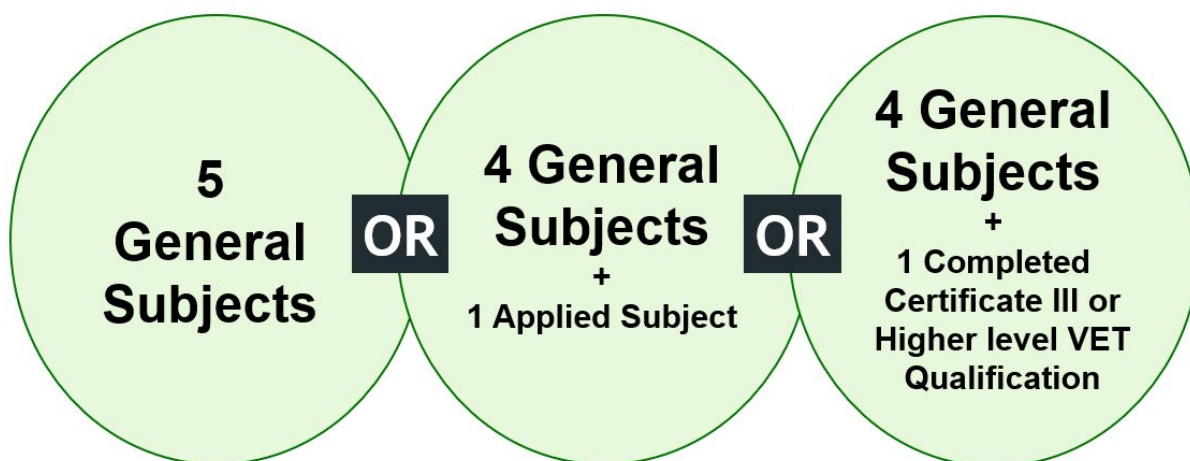 5
General
Subjects
OR
4 General
Subjects
+
1 Applied Subject
OR
4 General
Subjects
+
1 Completed
Certificate III or
Higher level VET
Qualification